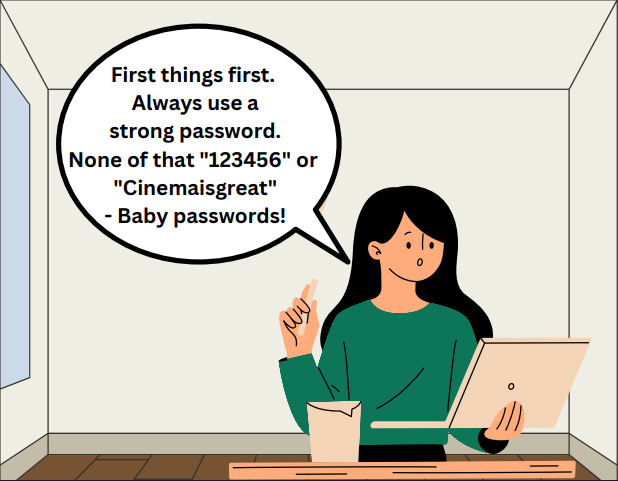 First things first.
Always use a
strong password.
None of that "123456" or
"Cinemaisgreat"
- Baby passwords!